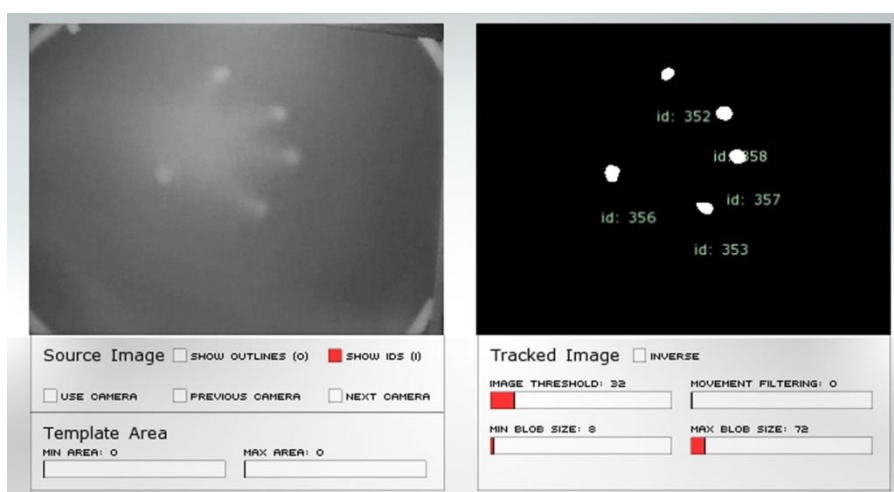 id: 352
id: 358
id: 357
id: 356
id: 353
Source Image
SHOW OUTLINES (O)
SHOW IDS (I)
USE CAMERA
PREVIOUS CAMERA
NEXT CAMERA
Template Area
MIN AREA: 0
MAX AREA: 0
Tracked Image
INVERSE
IMAGE THRESHOLD: 32
MOVEMENT FILTERING: 0
MIN BLOB SIZE: 8
MAX BLOB SIZE: 72